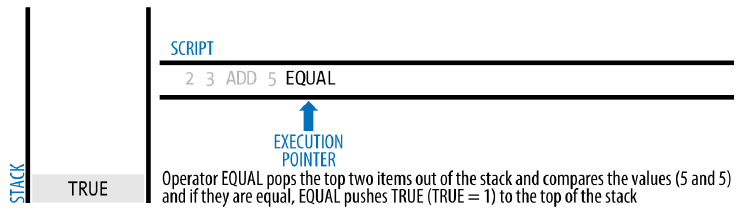 SCRIPT
2 3 ADD 5 EQUAL
EXECUTION
POINTER
STACK
TRUE
Operator EQUAL pops the top two items out of the stack and compares the values (5 and 5)
and if they are equal, EQUAL pushes TRUE (TRUE = 1) to the top of the stack